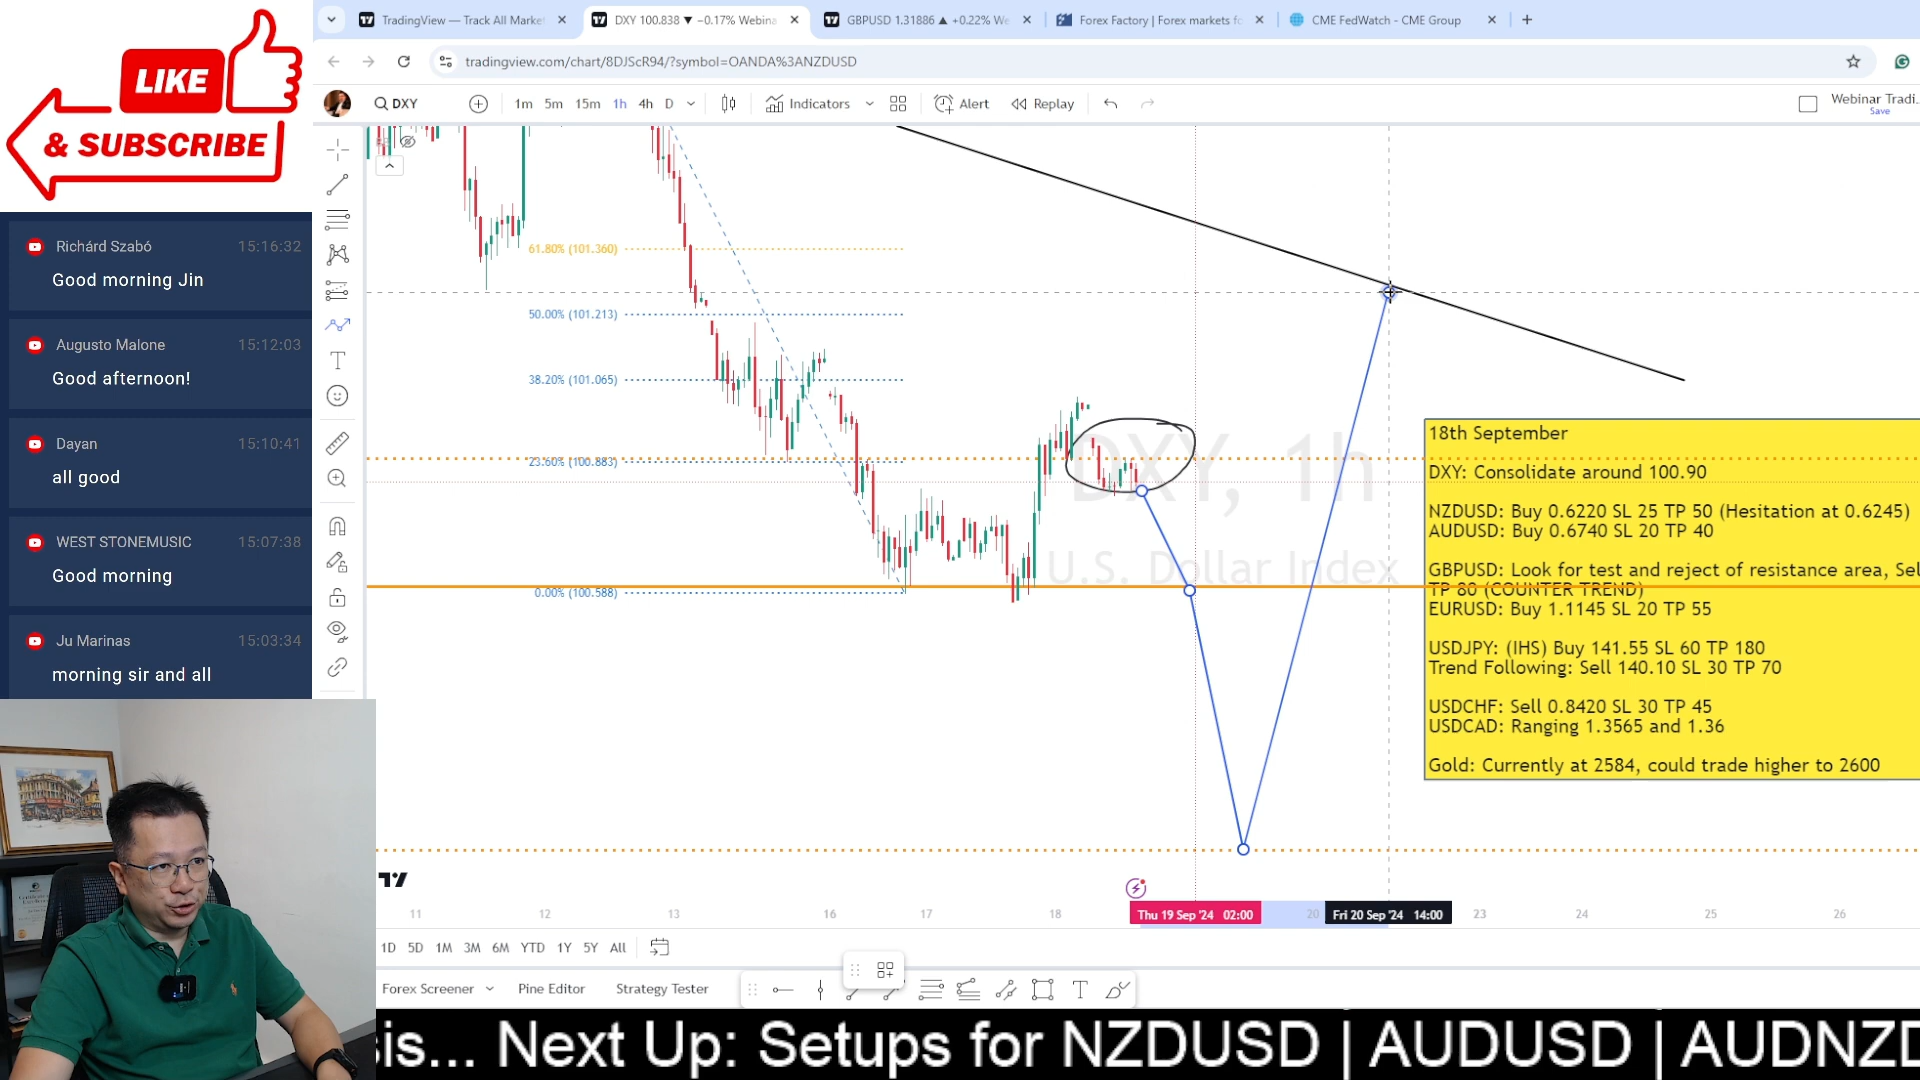 LIKE
& SUBSCRIBE
Richárd Szabó 15:16:32
Good morning Jin
Augusto Malone 15:12:03
Good afternoon!
Dayan 15:10:41
all good
WEST STONEMUSIC 15:07:38
Good morning
Ju Marinas 15:03:34
morning sir and all
TradingView — Track All Marke
DXY 100.838 ▼ −0.17% Webina
GBPUSD 1.31886 ▲ +0.22% We
Forex Factory | Forex markets fo
CME FedWatch - CME Group
tradingview.com/chart/8DJScR94/?symbol=OANDA%3ANZDUSD
DXY 1m 5m 15m 1h 4h D Indicators Alert Replay
Webinar Tradi...
Save
61.80% (101.360)
50.00% (101.213)
38.20% (101.065)
23.60% (100.883)
0.00% (100.588)
DXY, 1h
U.S. Dollar Index
18th September
DXY: Consolidate around 100.90
NZDUSD: Buy 0.6220 SL 25 TP 50 (Hesitation at 0.6245)
AUDUSD: Buy 0.6740 SL 20 TP 40
GBPUSD: Look for test and reject of resistance area, Sel
TP 80 (COUNTER TREND)
EURUSD: Buy 1.1145 SL 20 TP 55
USDJPY: (IHS) Buy 141.55 SL 60 TP 180
Trend Following: Sell 140.10 SL 30 TP 70
USDCHF: Sell 0.8420 SL 30 TP 45
USDCAD: Ranging 1.3565 and 1.36
Gold: Currently at 2584, could trade higher to 2600
11 12 13 16 17 18 Thu 19 Sep '24 02:00 20 Fri 20 Sep '24 14:00 23 24 25 26
1D 5D 1M 3M 6M YTD 1Y 5Y All
Forex Screener Pine Editor Strategy Tester
sis... Next Up: Setups for NZDUSD | AUDUSD | AUDNZD